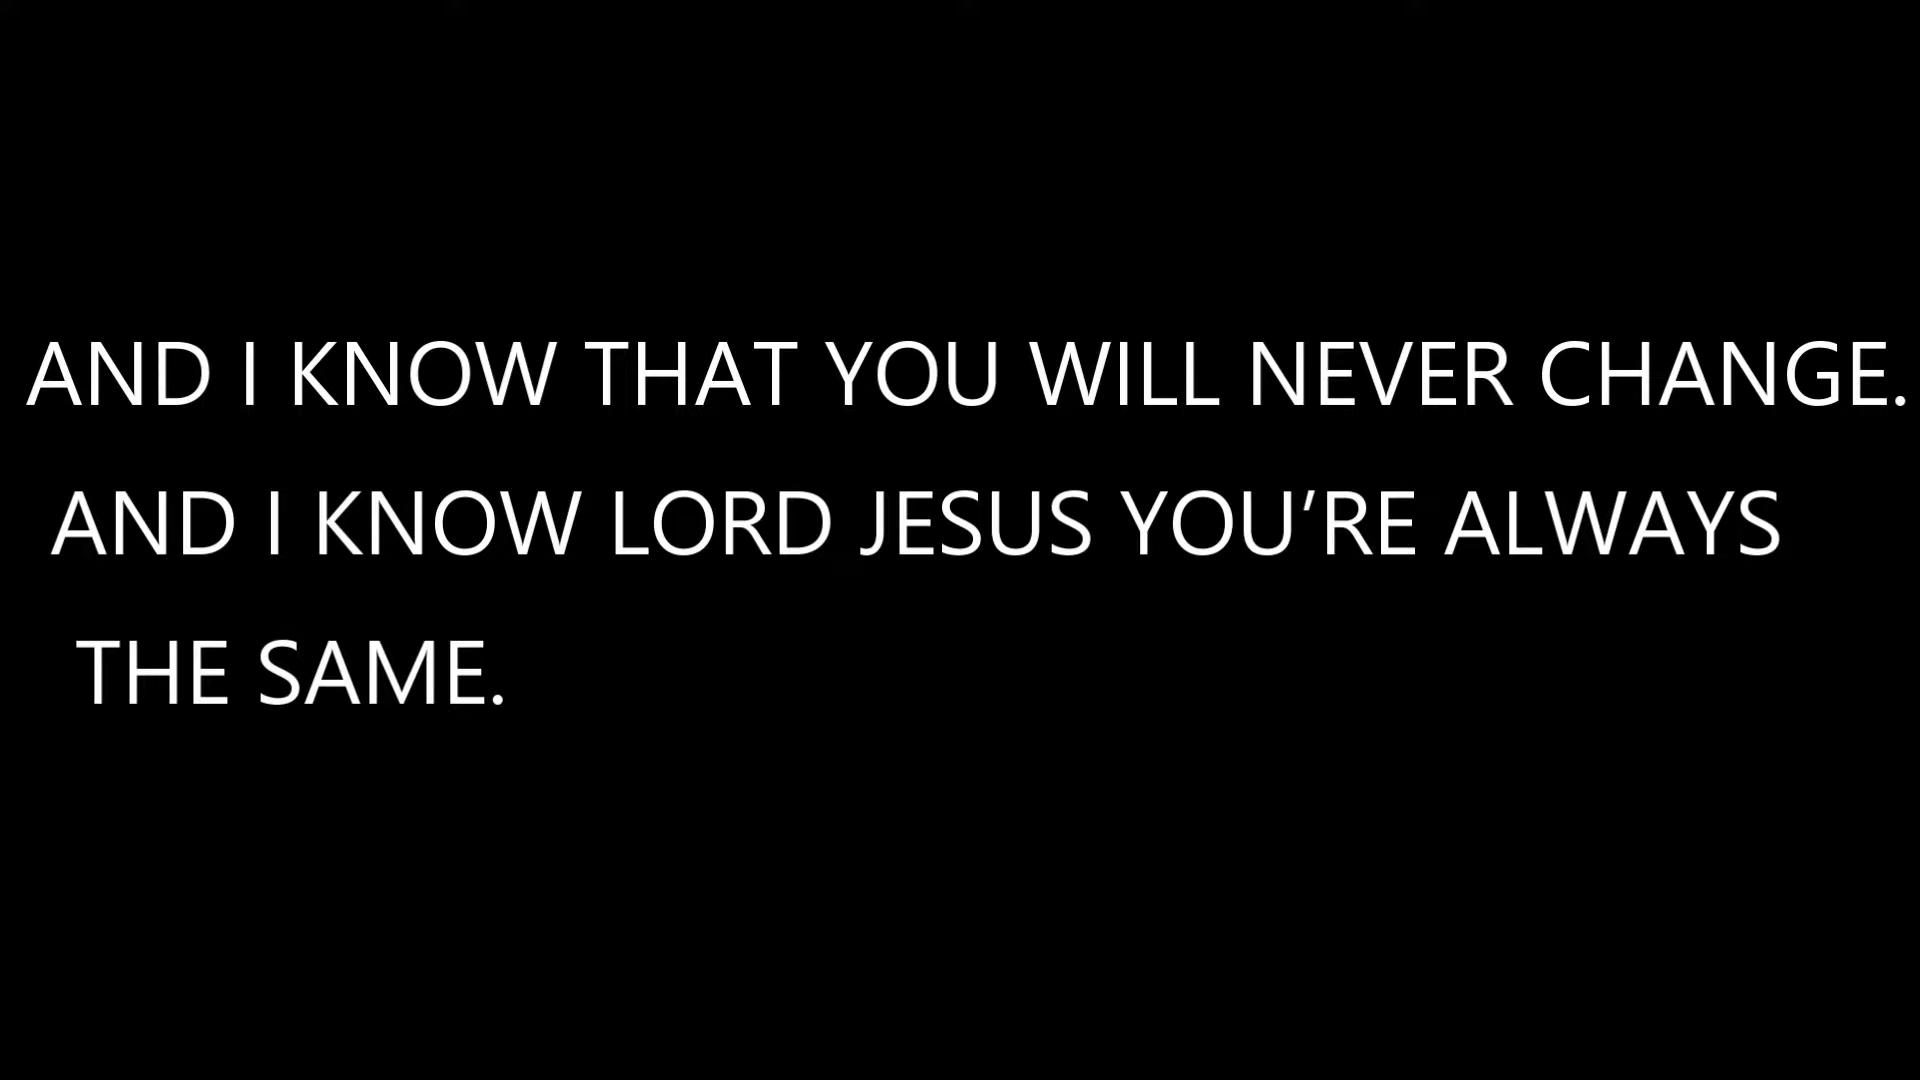 AND I KNOW THAT YOU WILL NEVER CHANGE.
AND I KNOW LORD JESUS YOU’RE ALWAYS
THE SAME.